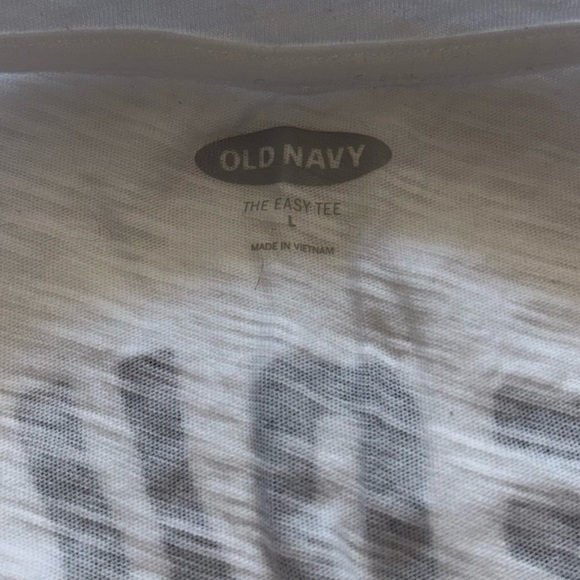 OLD NAVY
THE EASY TEE
L
MADE IN VIETNAM